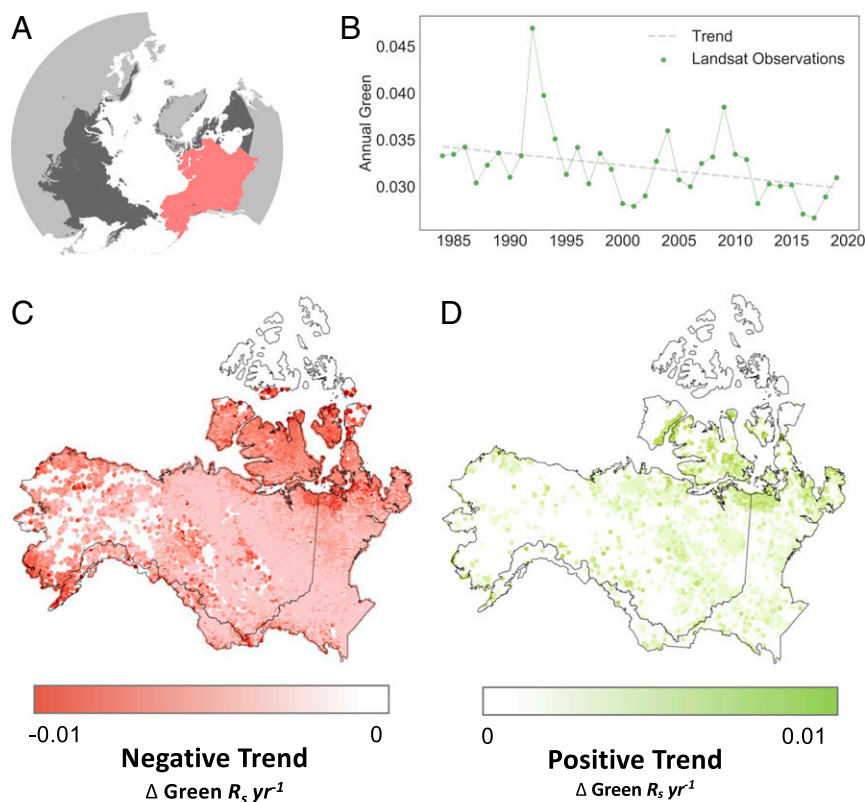 A
B
Trend
Landsat Observations
Annual Green
0.045
0.040
0.035
0.030
1985 1990 1995 2000 2005 2010 2015 2020
C
D
-0.01 0
0 0.01
Negative Trend
Positive Trend
Δ Green Rₛ yr⁻¹
Δ Green Rₛ yr⁻¹